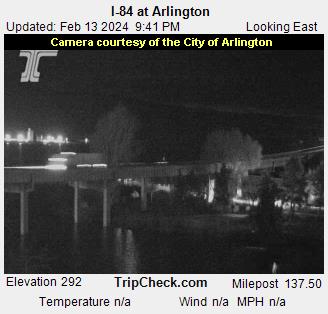 I-84 at Arlington
Updated: Feb 13 2024 9:41 PM Looking East
Camera courtesy of the City of Arlington
Elevation 292 TripCheck.com Milepost 137.50
Temperature n/a Wind n/a MPH n/a